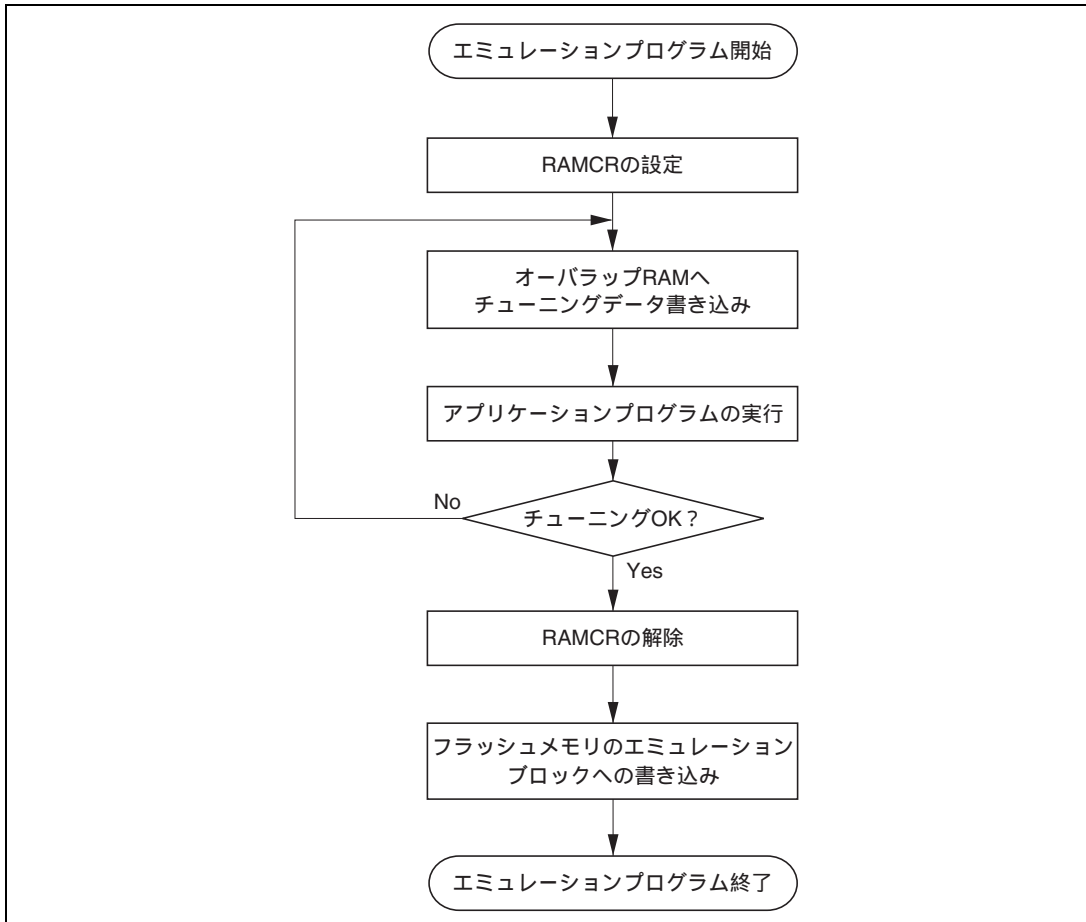 エミュレーションプログラム開始
RAMCRの設定
オーバラップRAMへ
チューニングデータ書き込み
アプリケーションプログラムの実行
No
チューニングOK?
Yes
RAMCRの解除
フラッシュメモリのエミュレーション
ブロックへの書き込み
エミュレーションプログラム終了